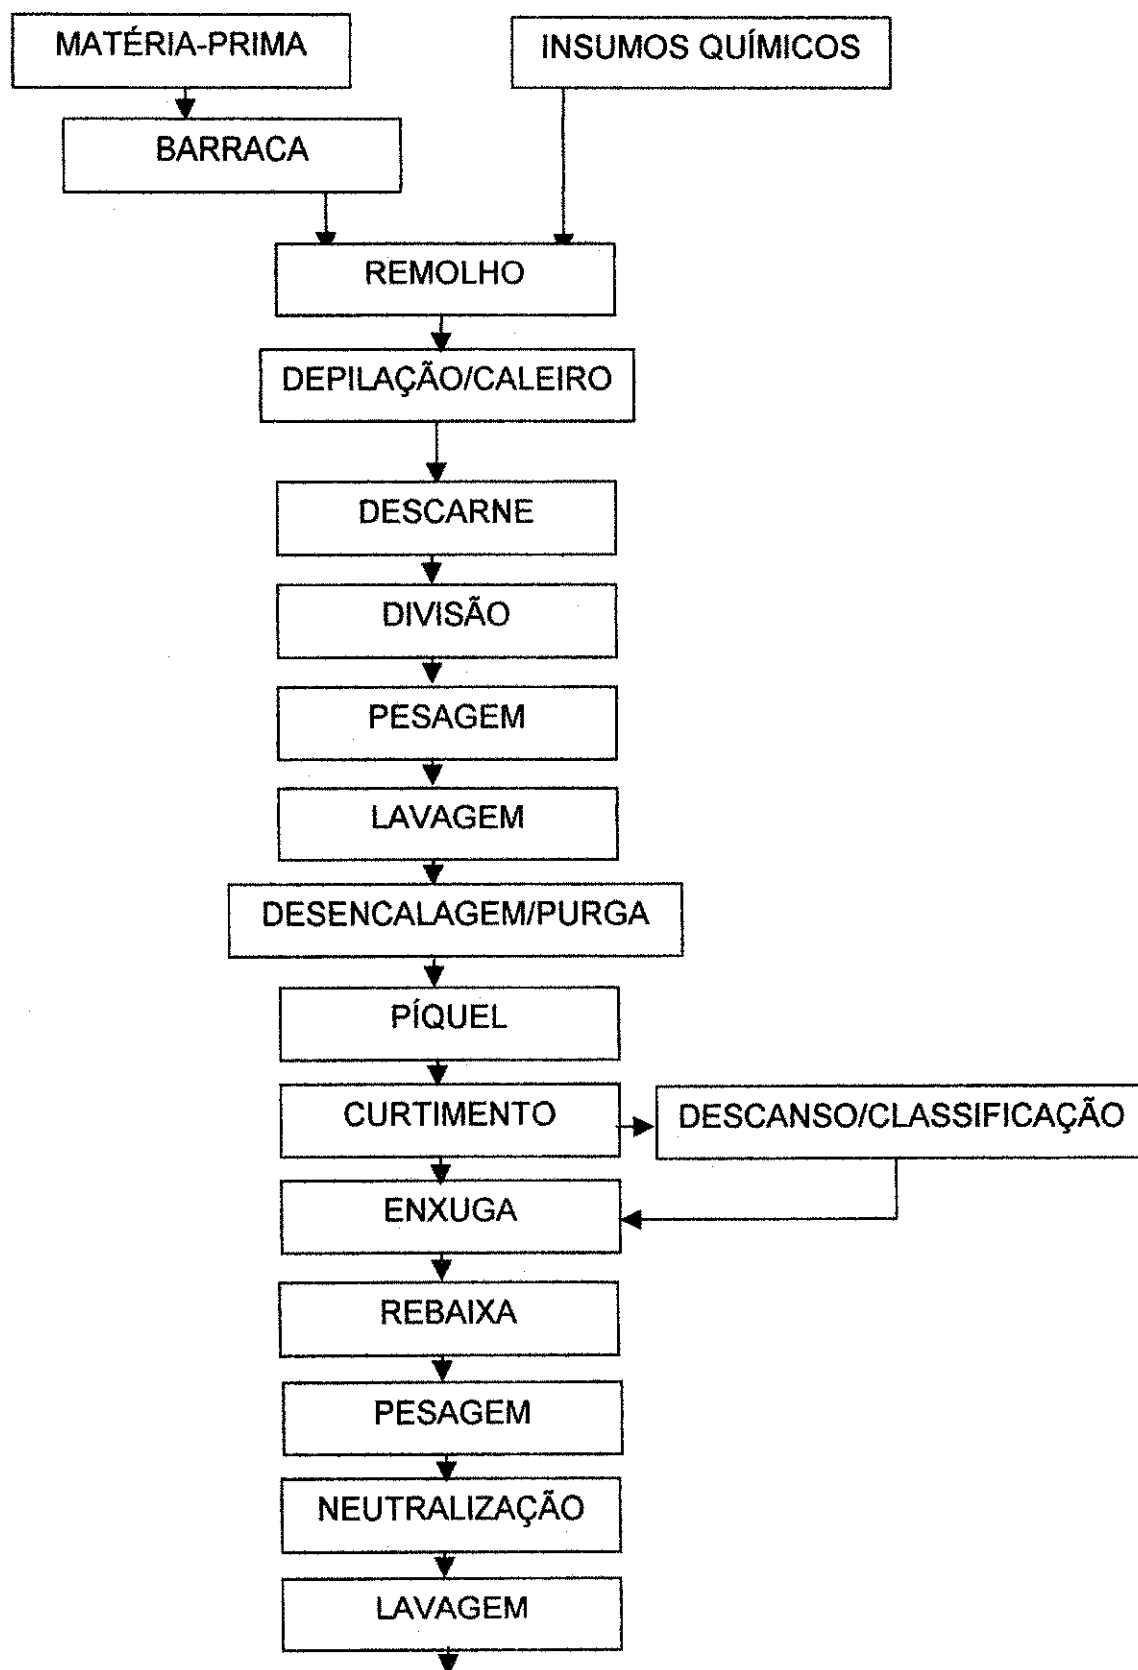 MATÉRIA-PRIMA
INSUMOS QUÍMICOS
BARRACA
REMOLHO
DEPILAÇÃO/CALEIRO
DESCARNE
DIVISÃO
PESAGEM
LAVAGEM
DESENCALAGEM/PURGA
PÍQUEL
CURTIMENTO
DESCANSO/CLASSIFICAÇÃO
ENXUGA
REBAIXA
PESAGEM
NEUTRALIZAÇÃO
LAVAGEM